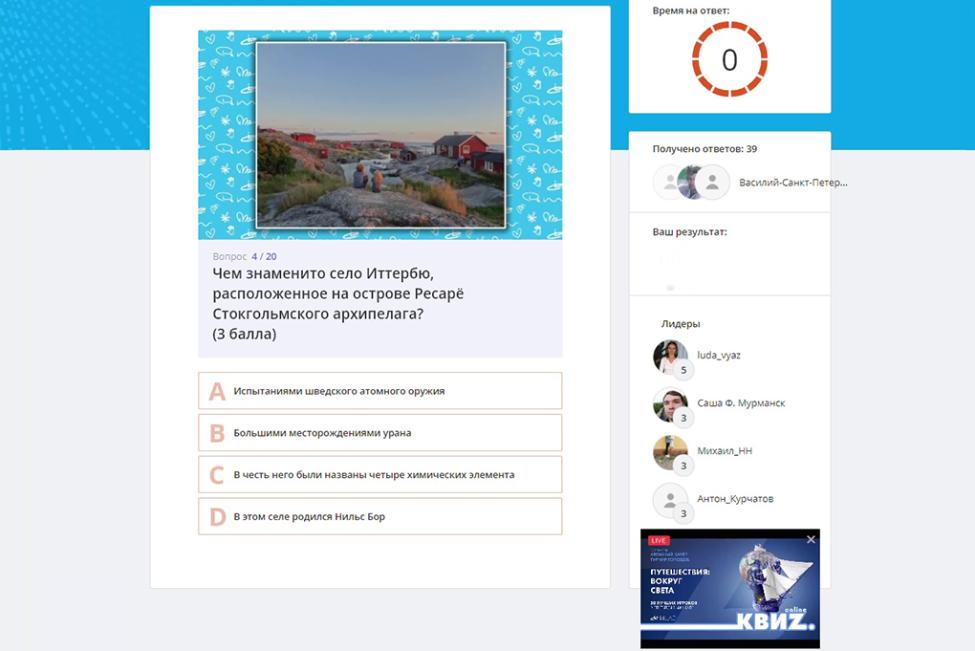 Время на ответ:
0
Получено ответов: 39
Василий-Санкт-Петер...
Ваш результат:
Вопрос 4 / 20
Чем знаменито село Иттербю,
расположенное на острове Ресарё
Стокгольмского архипелага?
(3 балла)
A Испытаниями шведского атомного оружия
B Большими месторождениями урана
C В честь него были названы четыре химических элемента
D В этом селе родился Нильс Бор
Лидеры
luda_vyaz
5
Саша Ф. Мурманск
3
Михаил_НН
3
Антон_Курчатов
3
LIVE
ПУТЕШЕСТВИЯ:
ВОКРУГ
СВЕТА
online
КВИZ.